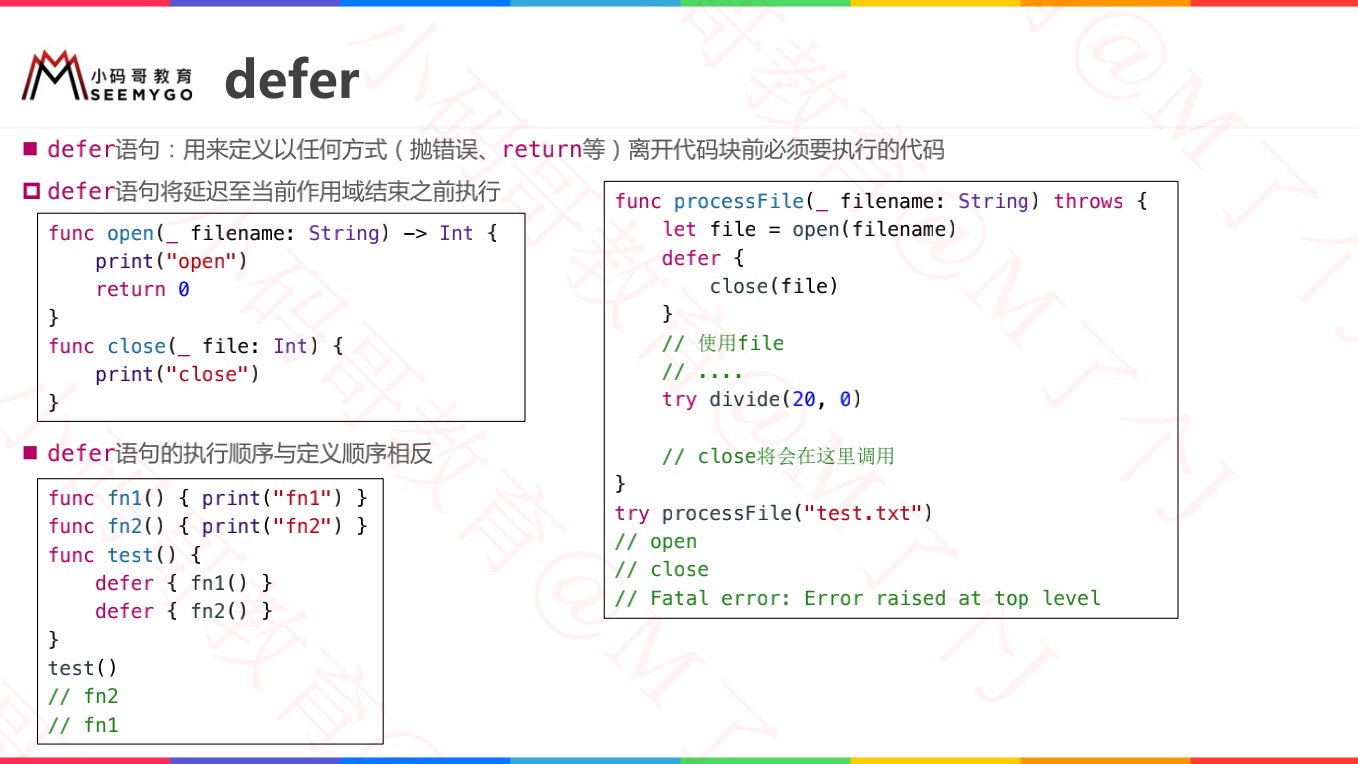 小码哥教育
SEEMYGO
defer
defer语句：用来定义以任何方式（抛错误、return等）离开代码块前必须要执行的代码
defer语句将延迟至当前作用域结束之前执行
func open(_ filename: String) -> Int {
    print("open")
    return 0
}
func close(_ file: Int) {
    print("close")
}
defer语句的执行顺序与定义顺序相反
func fn1() { print("fn1") }
func fn2() { print("fn2") }
func test() {
    defer { fn1() }
    defer { fn2() }
}
test()
// fn2
// fn1
func processFile(_ filename: String) throws {
    let file = open(filename)
    defer {
        close(file)
    }
    // 使用file
    // ....
    try divide(20, 0)

    // close将会在这里调用
}
try processFile("test.txt")
// open
// close
// Fatal error: Error raised at top level
小码哥教育@M了个J